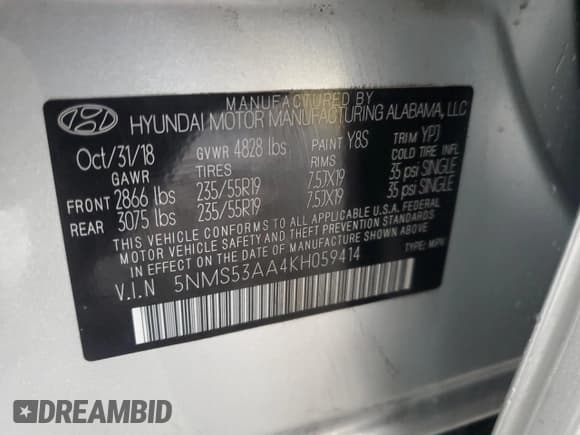 MANUFACTURED BY
HYUNDAI MOTOR MANUFACTURING ALABAMA, LLC
Oct/31/18 GVWR 4828 lbs PAINT Y8S TRIM YPJ
GAWR TIRES RIMS COLD TIRE INFL
FRONT 2866 lbs 235/55R19 7.5JX19 35 psi SINGLE
REAR 3075 lbs 235/55R19 7.5JX19 35 psi SINGLE
THIS VEHICLE CONFORMS TO ALL APPLICABLE U.S.A. FEDERAL
MOTOR VEHICLE SAFETY, BUMPER, AND THEFT PREVENTION STANDARDS
IN EFFECT ON THE DATE OF MANUFACTURE SHOWN ABOVE.
V.I.N 5NMS53AA4KH059414 TYPE: MPV
DREAMBID